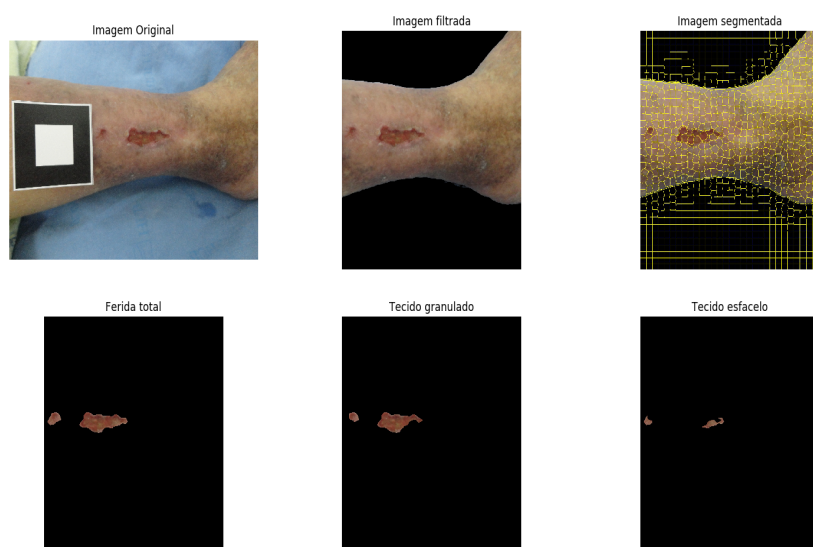 Imagem Original
Imagem filtrada
Imagem segmentada
Ferida total
Tecido granulado
Tecido esfacelo